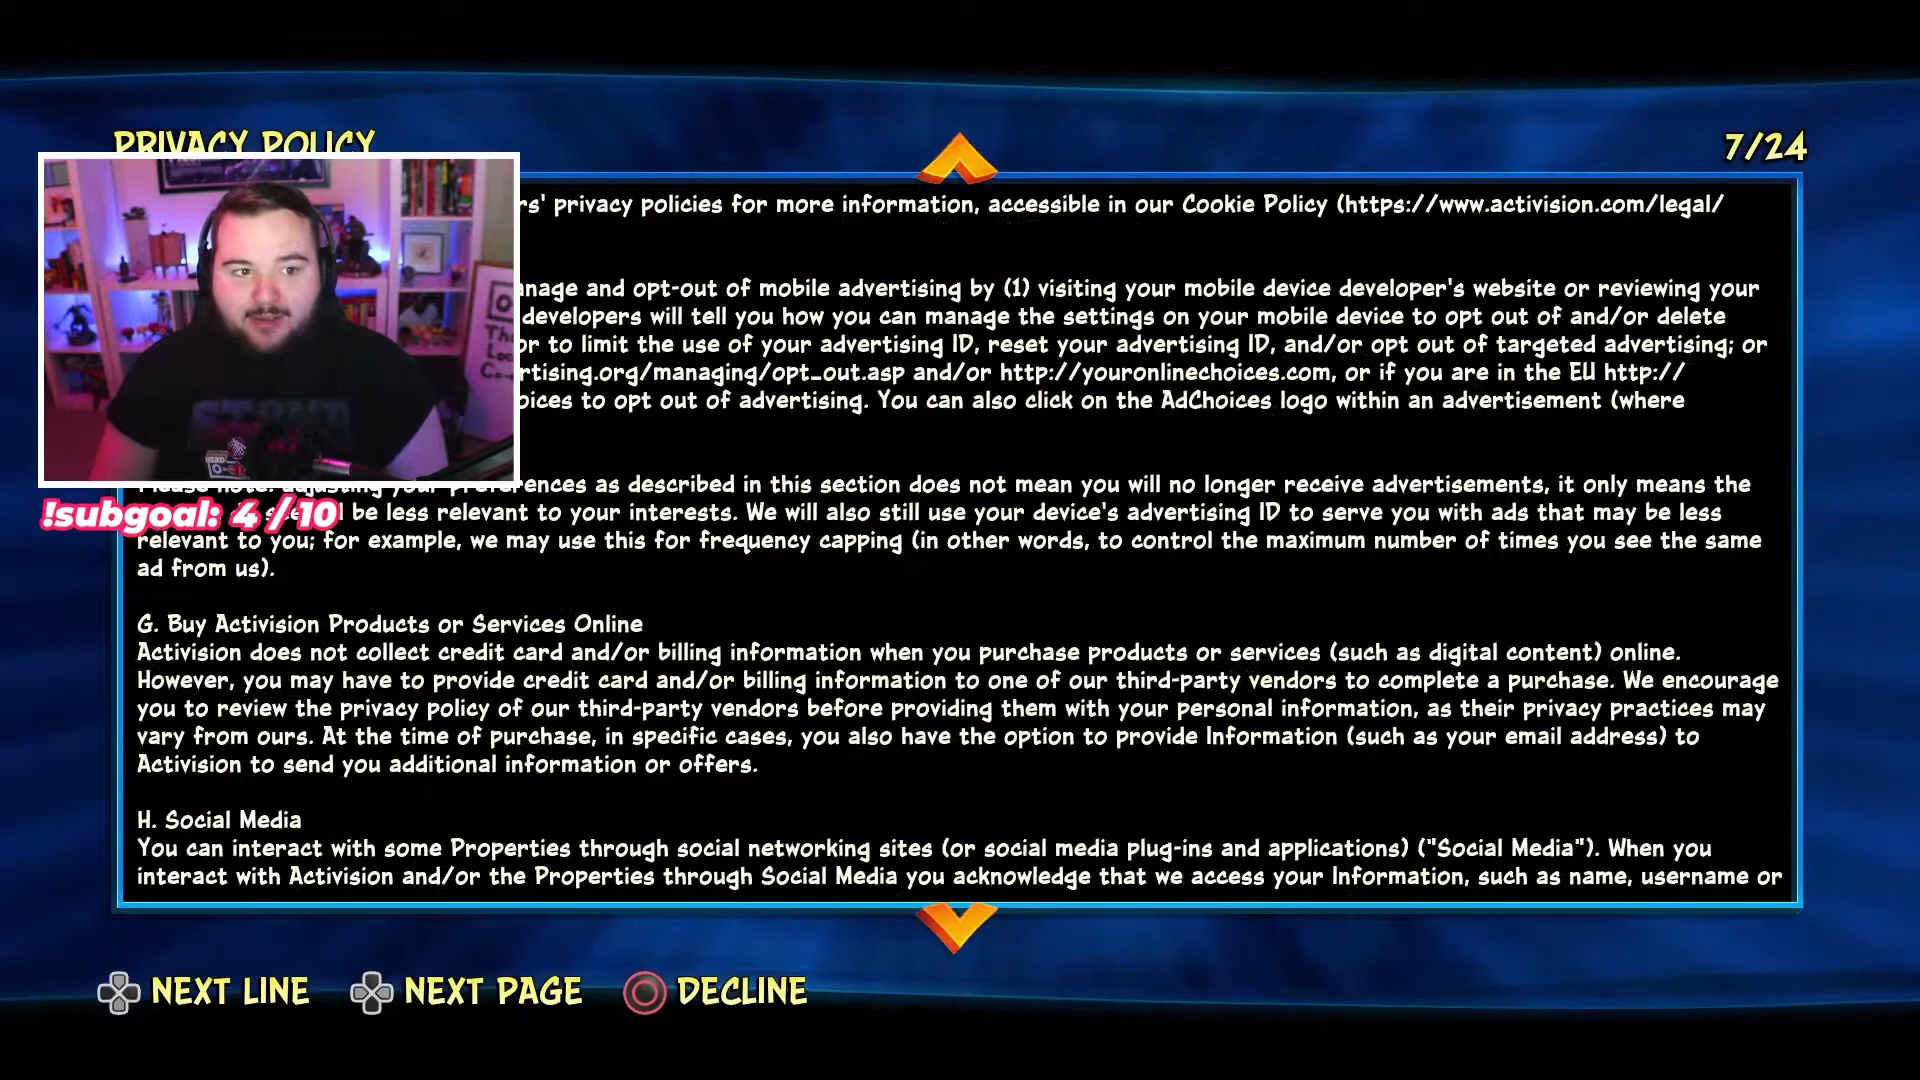 PRIVACY POLICY
7/24
rs' privacy policies for more information, accessible in our Cookie Policy (https://www.activision.com/legal/
nage and opt-out of mobile advertising by (1) visiting your mobile device developer's website or reviewing your
developers will tell you how you can manage the settings on your mobile device to opt out of and/or delete
or to limit the use of your advertising ID, reset your advertising ID, and/or opt out of targeted advertising; or
rtising.org/managing/opt_out.asp and/or http://youronlinechoices.com, or if you are in the EU http://
oices to opt out of advertising. You can also click on the AdChoices logo within an advertisement (where
Please note: adjusting your preferences as described in this section does not mean you will no longer receive advertisements, it only means the
!subgoal: 4/10
be less relevant to your interests. We will also still use your device's advertising ID to serve you with ads that may be less
relevant to you; for example, we may use this for frequency capping (in other words, to control the maximum number of times you see the same
ad from us).
G. Buy Activision Products or Services Online
Activision does not collect credit card and/or billing information when you purchase products or services (such as digital content) online.
However, you may have to provide credit card and/or billing information to one of our third-party vendors to complete a purchase. We encourage
you to review the privacy policy of our third-party vendors before providing them with your personal information, as their privacy practices may
vary from ours. At the time of purchase, in specific cases, you also have the option to provide Information (such as your email address) to
Activision to send you additional information or offers.
H. Social Media
You can interact with some Properties through social networking sites (or social media plug-ins and applications) ("Social Media"). When you
interact with Activision and/or the Properties through Social Media you acknowledge that we access your Information, such as name, username or
NEXT LINE
NEXT PAGE
DECLINE